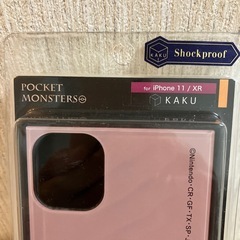 KAKU
Shockproof
POCKET
MONSTERS
for iPhone 11 / XR
KAKU
©Nintendo・CR・GF・TX・SP・J